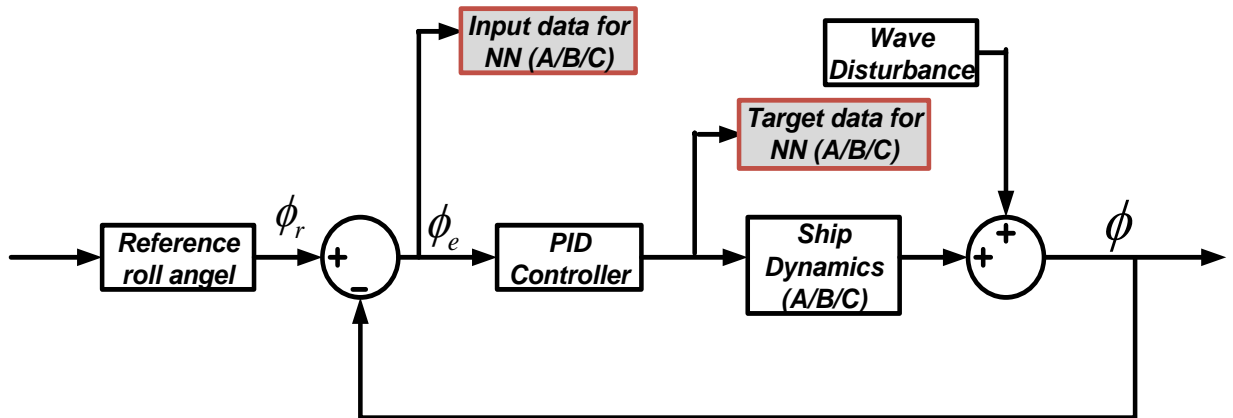 Input data for
NN (A/B/C)
Wave
Disturbance
Target data for
NN (A/B/C)
Reference
roll angel
ϕr
+
−
ϕe
PID
Controller
Ship
Dynamics
(A/B/C)
+
+
ϕ